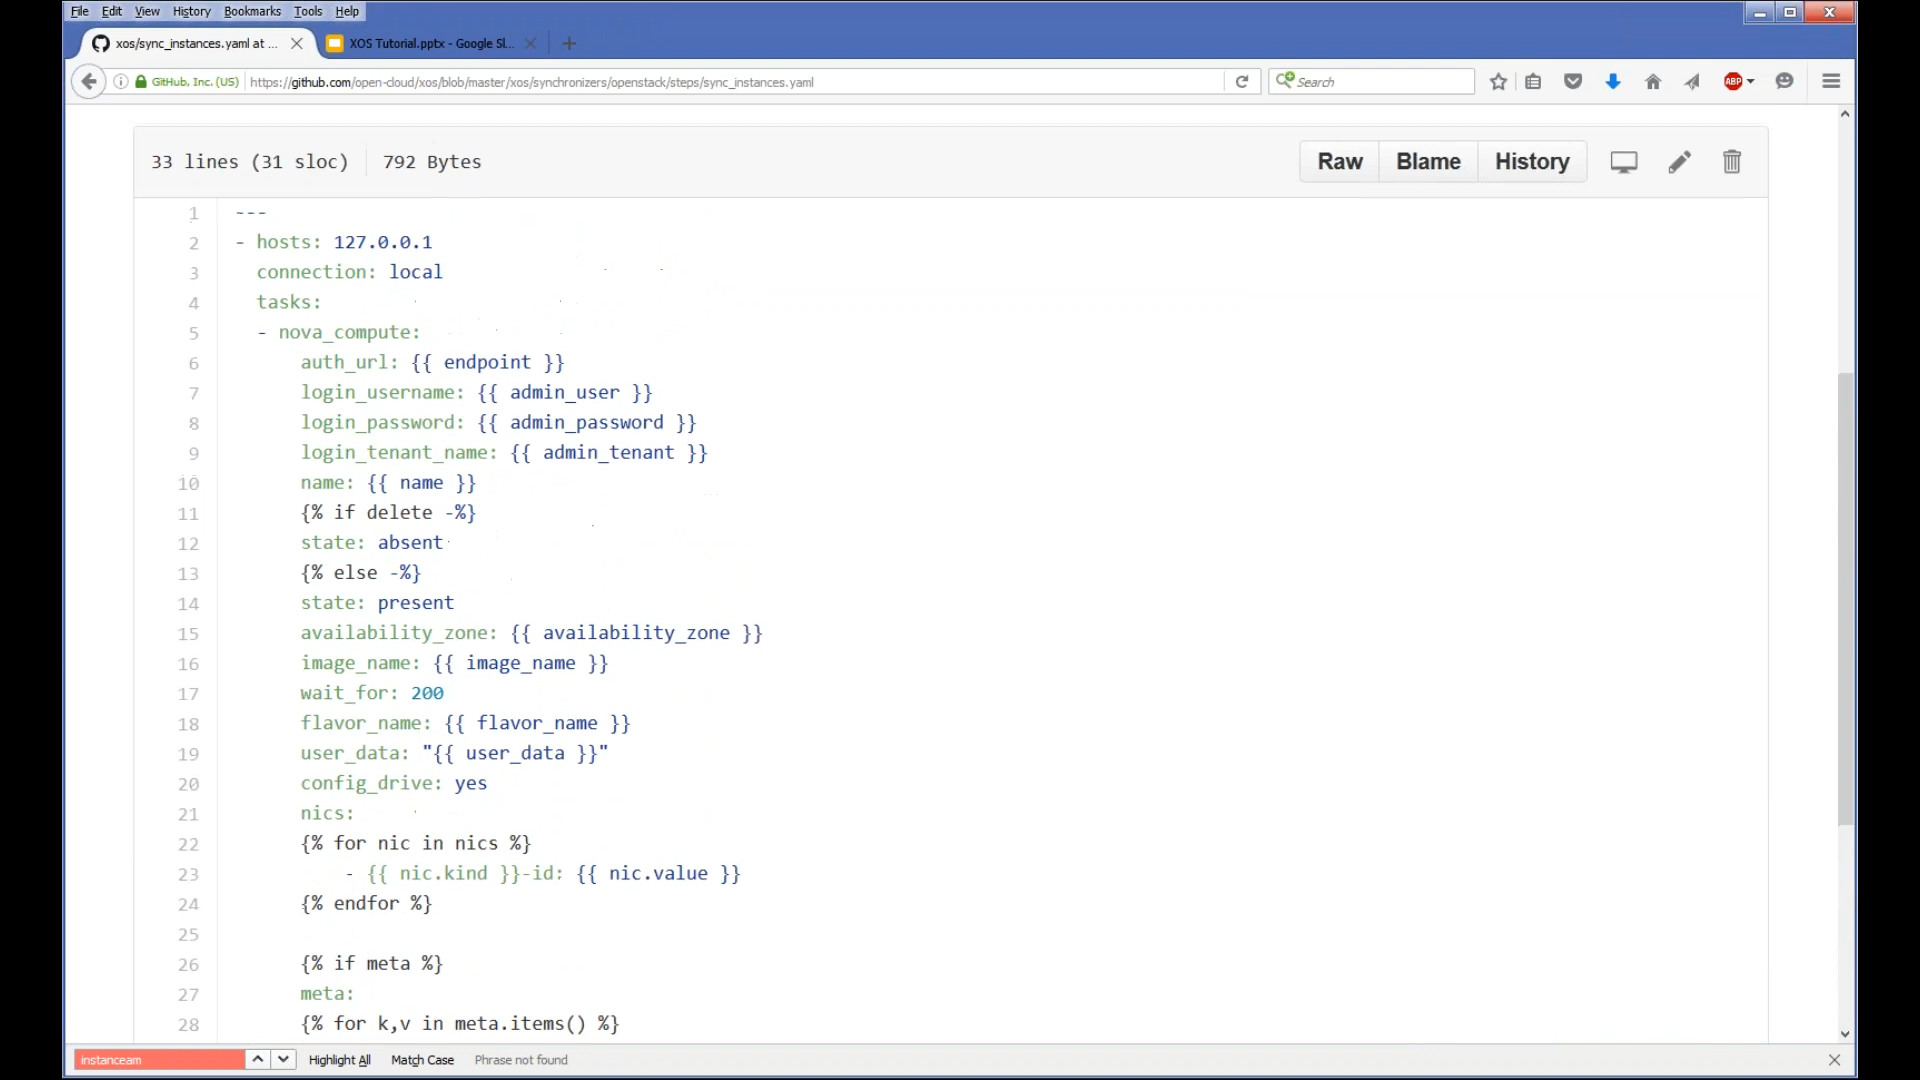 File Edit View History Bookmarks Tools Help
xos/sync_instances.yaml at ... XOS Tutorial.pptx - Google Sl...
GitHub, Inc. (US) https://github.com/open-cloud/xos/blob/master/xos/synchronizers/openstack/steps/sync_instances.yaml Search ABP
33 lines (31 sloc) 792 Bytes Raw Blame History
1 ---
2 - hosts: 127.0.0.1
3 connection: local
4 tasks:
5 - nova_compute:
6 auth_url: {{ endpoint }}
7 login_username: {{ admin_user }}
8 login_password: {{ admin_password }}
9 login_tenant_name: {{ admin_tenant }}
10 name: {{ name }}
11 {% if delete -%}
12 state: absent
13 {% else -%}
14 state: present
15 availability_zone: {{ availability_zone }}
16 image_name: {{ image_name }}
17 wait_for: 200
18 flavor_name: {{ flavor_name }}
19 user_data: "{{ user_data }}"
20 config_drive: yes
21 nics:
22 {% for nic in nics %}
23 - {{ nic.kind }}-id: {{ nic.value }}
24 {% endfor %}
25
26 {% if meta %}
27 meta:
28 {% for k,v in meta.items() %}
instanceam Highlight All Match Case Phrase not found